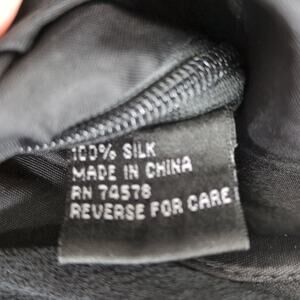 100% SILK
MADE IN CHINA
RN 74578
REVERSE FOR CARE